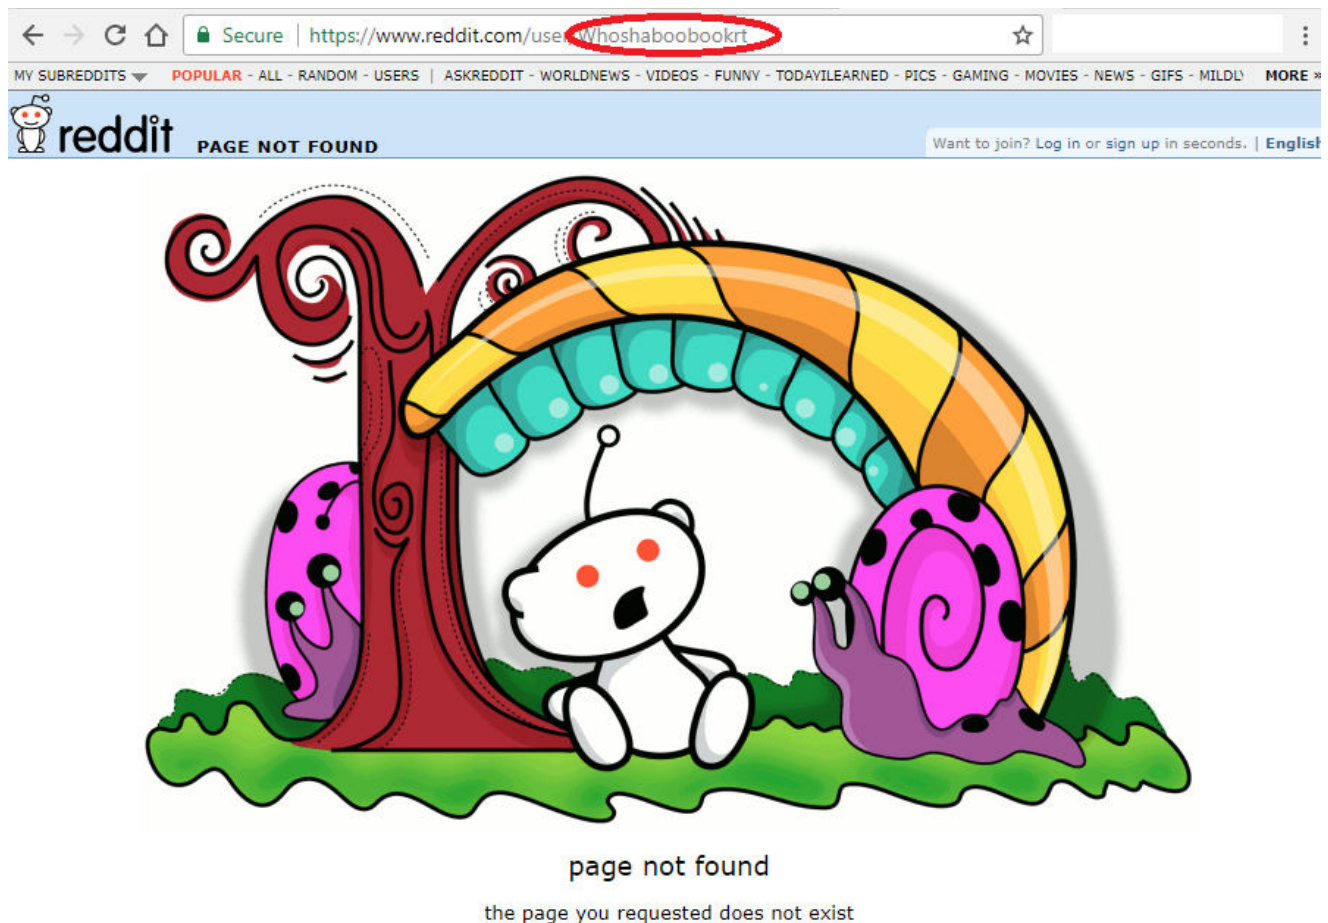 Secure | https://www.reddit.com/user/Whoshaboobookrt
MY SUBREDDITS POPULAR - ALL - RANDOM - USERS | ASKREDDIT - WORLDNEWS - VIDEOS - FUNNY - TODAYILEARNED - PICS - GAMING - MOVIES - NEWS - GIFS - MILDLY MORE »
reddit PAGE NOT FOUND
Want to join? Log in or sign up in seconds. | English
page not found
the page you requested does not exist